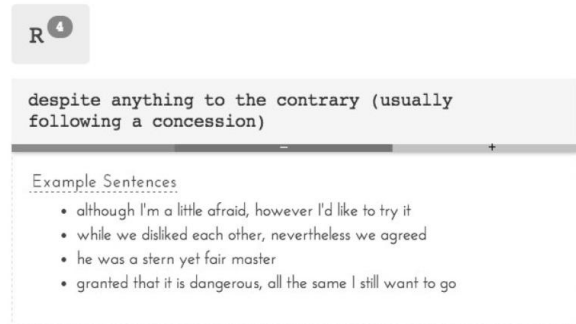 R 4
despite anything to the contrary (usually
following a concession)
– +
Example Sentences
• although I'm a little afraid, however I'd like to try it
• while we disliked each other, nevertheless we agreed
• he was a stern yet fair master
• granted that it is dangerous, all the same I still want to go